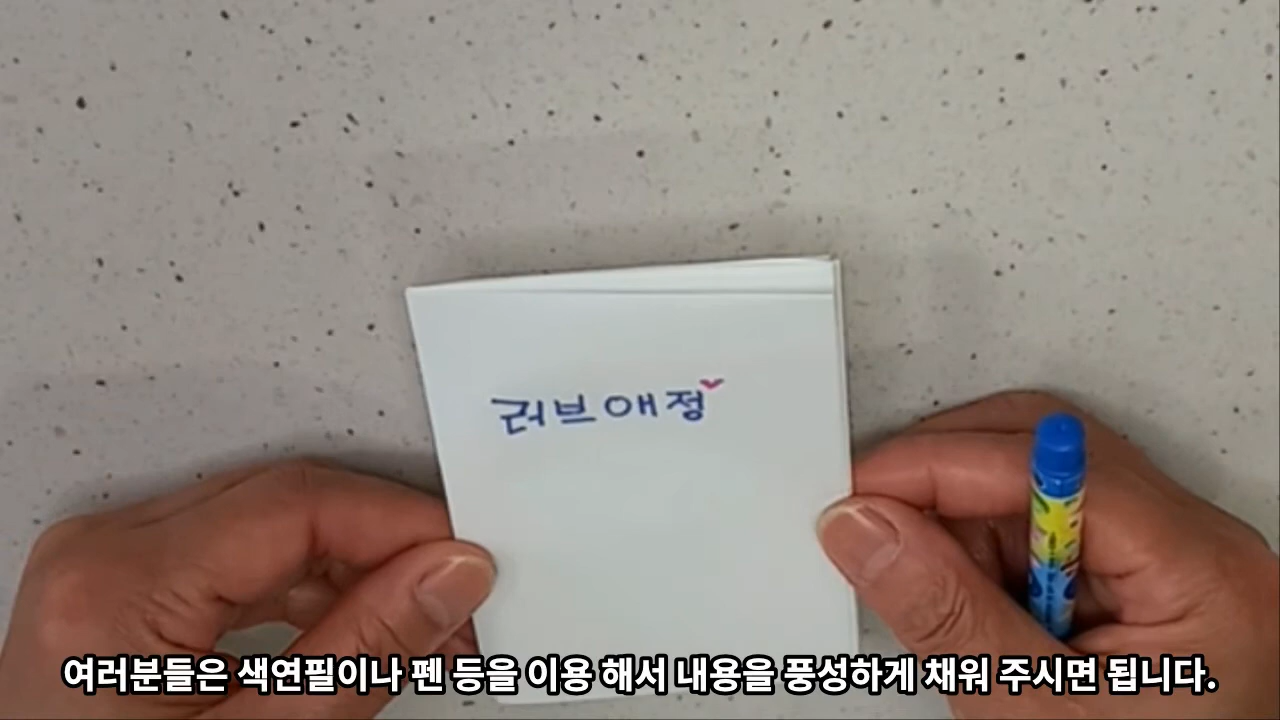 러브애정
여러분들은 색연필이나 펜 등을 이용 해서 내용을 풍성하게 채워 주시면 됩니다.